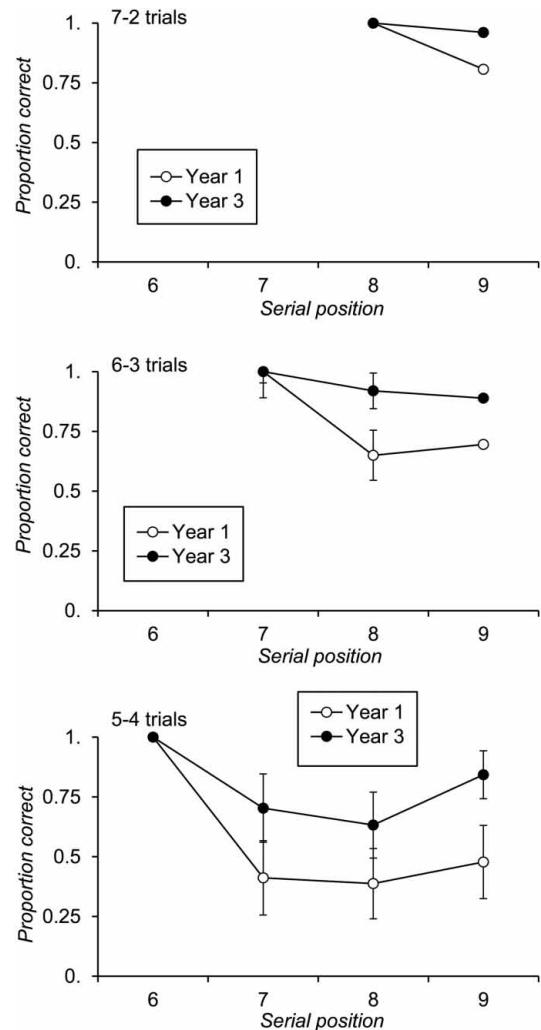 7-2 trials
Proportion correct
1.
0.75
0.5
0.25
0.
Year 1
Year 3
6 7 8 9
Serial position
6-3 trials
Proportion correct
1.
0.75
0.5
0.25
0.
Year 1
Year 3
6 7 8 9
Serial position
5-4 trials
Proportion correct
1.
0.75
0.5
0.25
0.
Year 1
Year 3
6 7 8 9
Serial position